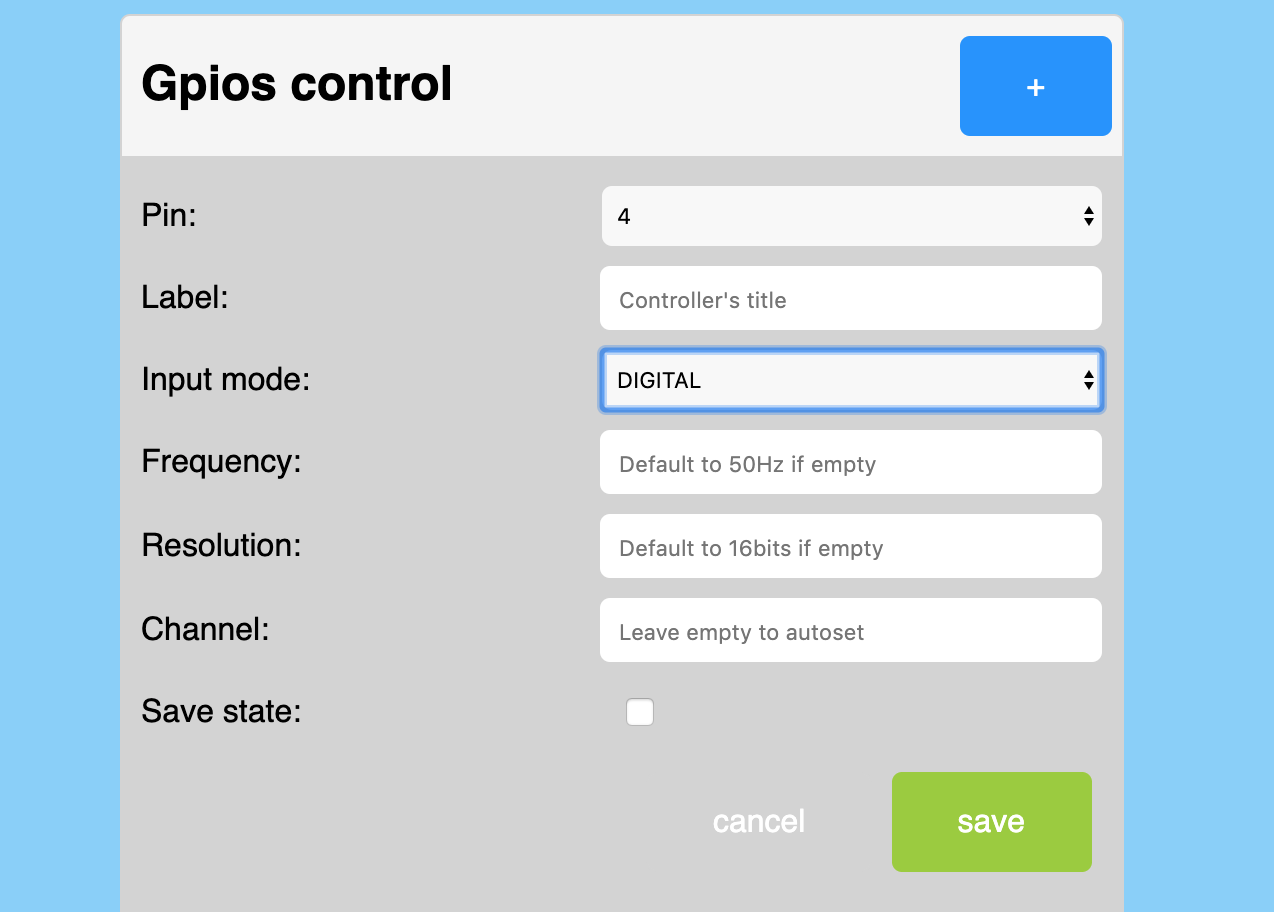 Gpios control
+
Pin:
4
Label:
Controller's title
Input mode:
DIGITAL
Frequency:
Default to 50Hz if empty
Resolution:
Default to 16bits if empty
Channel:
Leave empty to autoset
Save state:
cancel
save